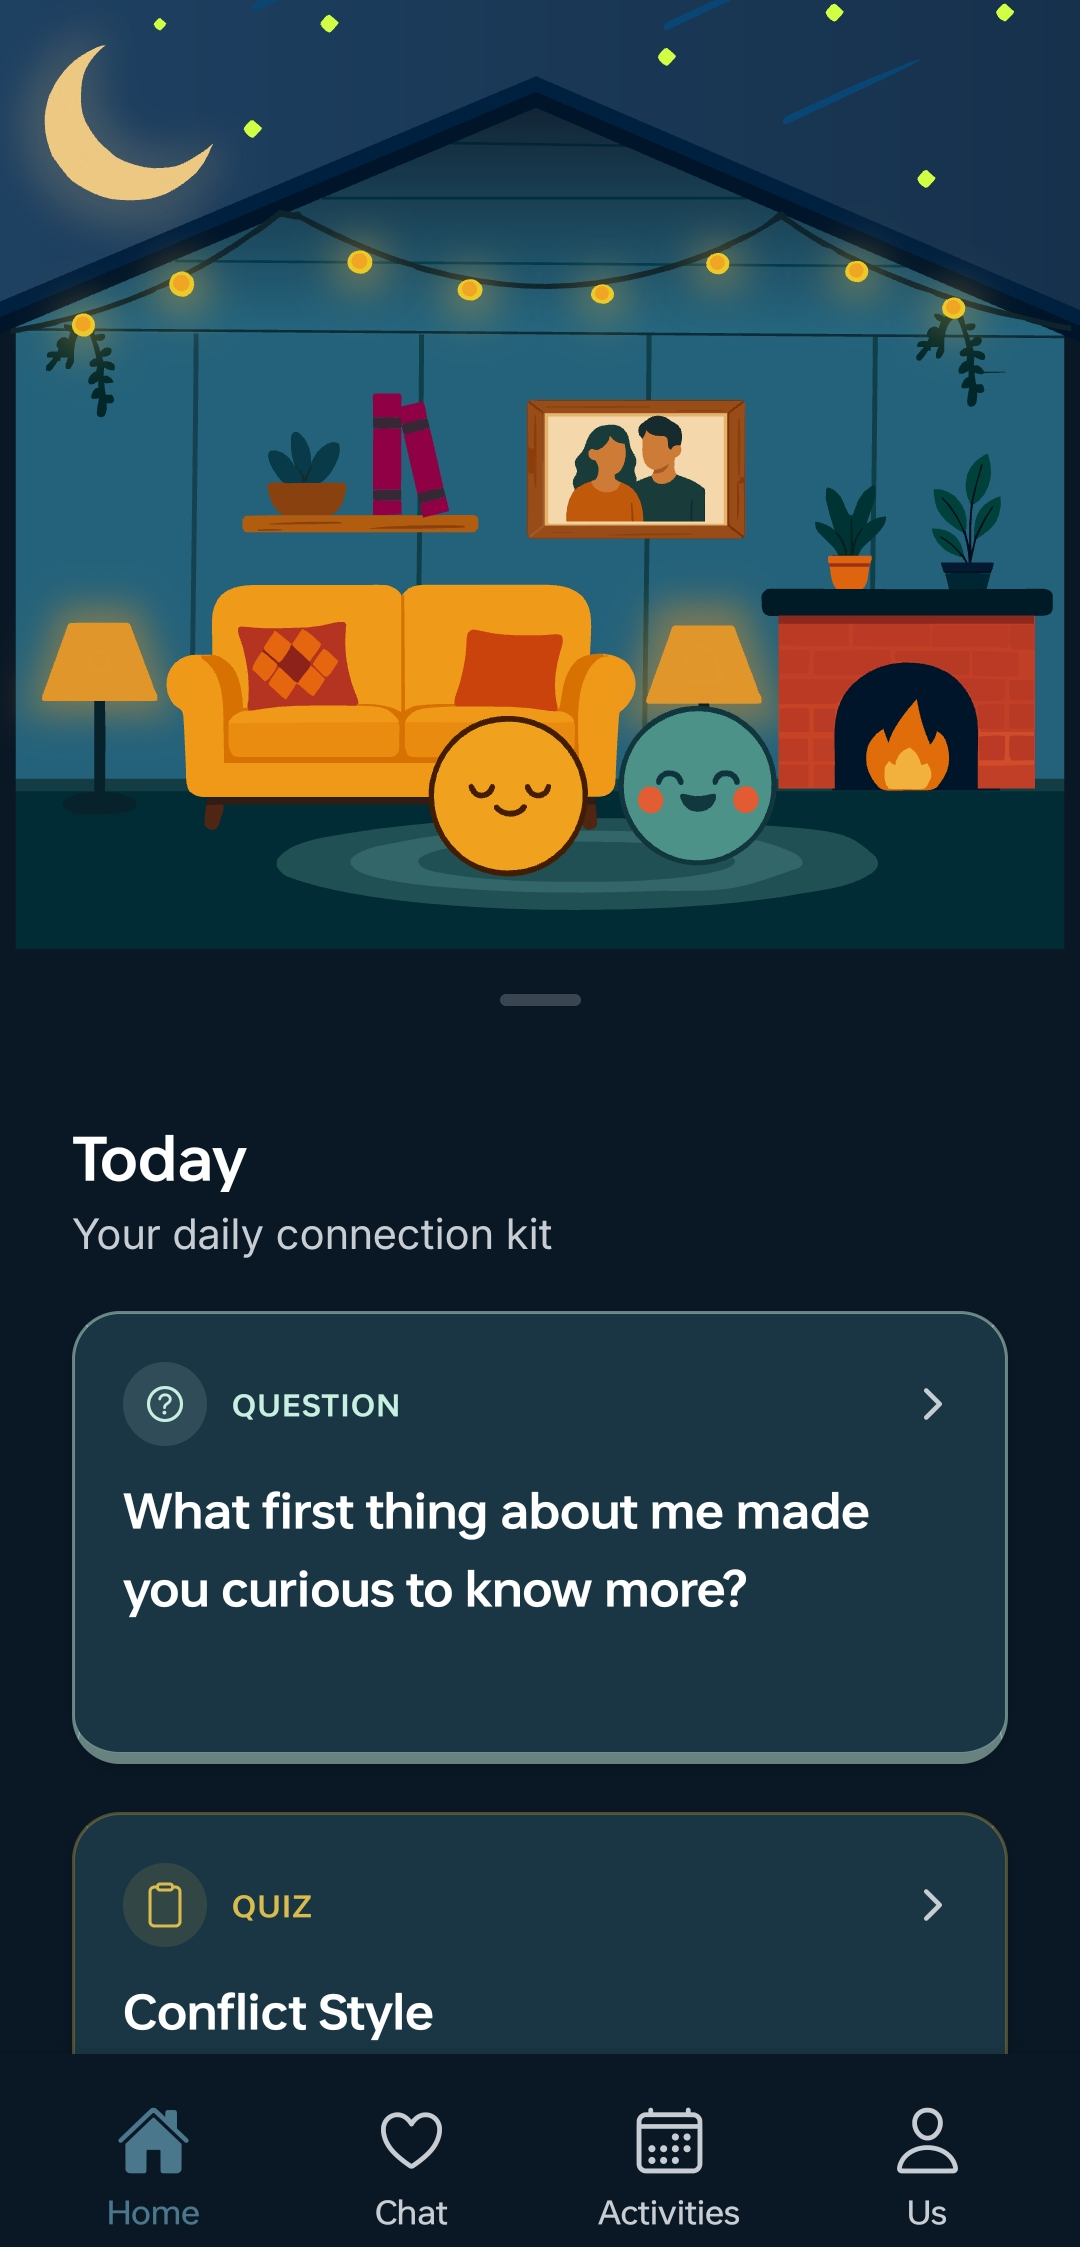 Today
Your daily connection kit
QUESTION
What first thing about me made
you curious to know more?
QUIZ
Conflict Style
Home
Chat
Activities
Us